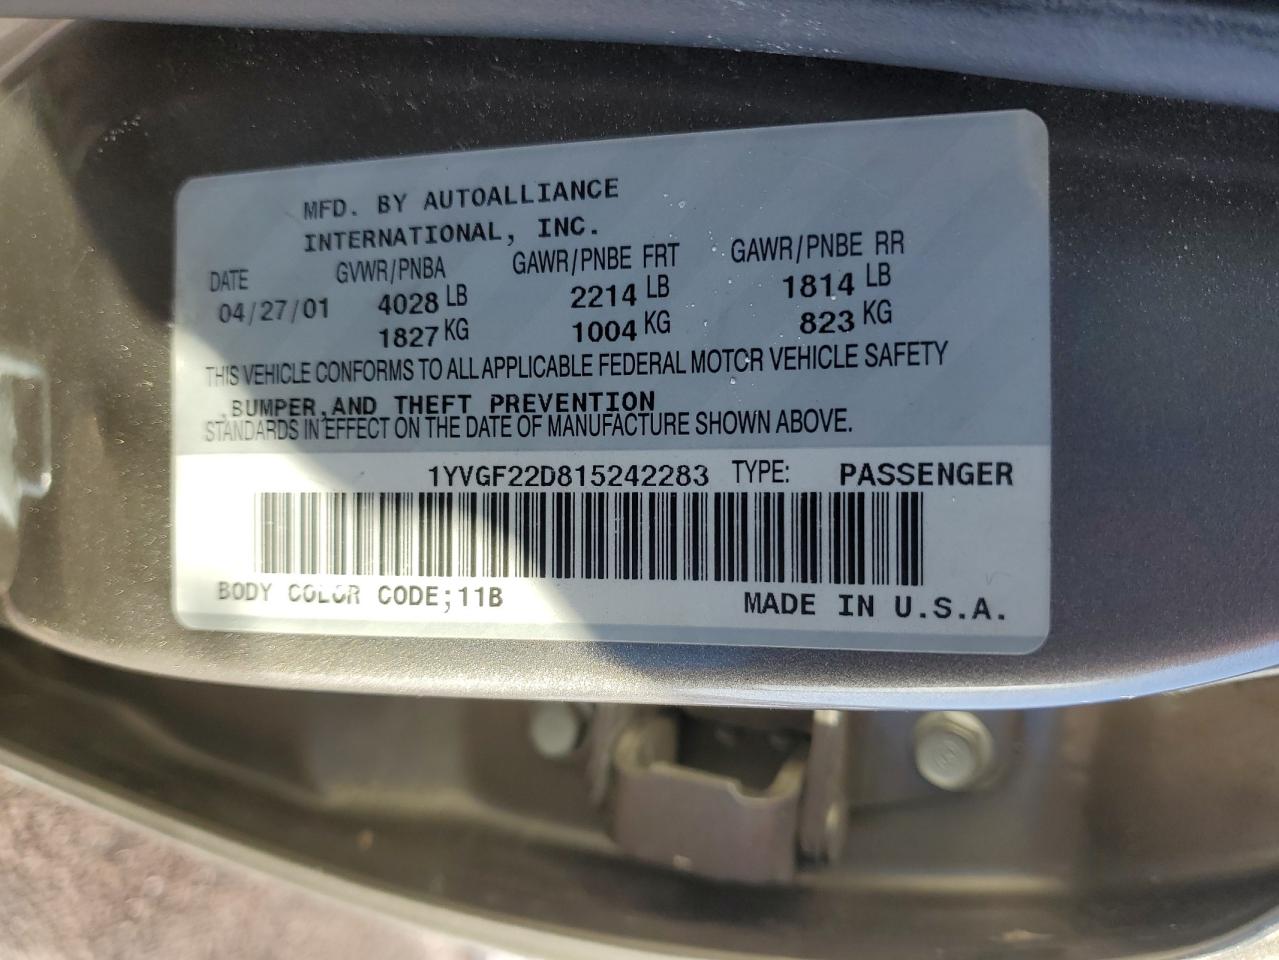 MFD. BY AUTOALLIANCE
INTERNATIONAL, INC.
DATE GVWR/PNBA GAWR/PNBE FRT GAWR/PNBE RR
04/27/01 4028 LB 2214 LB 1814 LB
1827 KG 1004 KG 823 KG
THIS VEHICLE CONFORMS TO ALL APPLICABLE FEDERAL MOTOR VEHICLE SAFETY
,BUMPER,AND THEFT PREVENTION
STANDARDS IN EFFECT ON THE DATE OF MANUFACTURE SHOWN ABOVE.
1YVGF22D815242283 TYPE: PASSENGER
BODY COLOR CODE;11B MADE IN U.S.A.